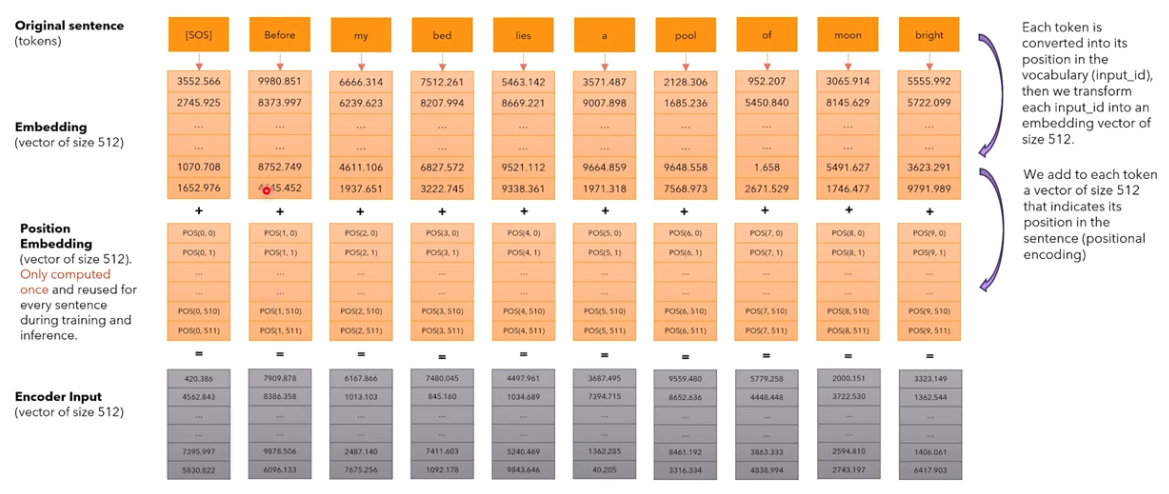 Original sentence
(tokens)
[SOS] Before my bed lies a pool of moon bright
Each token is
converted into its
position in the
vocabulary (input_id),
then we transform
each input_id into an
embedding vector of
size 512.
Embedding
(vector of size 512)
3552.566 9980.851 6666.314 7512.261 5463.142 3571.487 2128.306 952.207 3065.914 5555.992
2745.925 8373.997 6239.623 8207.994 8669.221 9007.898 1685.236 5450.840 8145.629 5722.099
... ... ... ... ... ... ... ... ... ...
... ... ... ... ... ... ... ... ... ...
1070.708 8752.749 4611.106 6827.572 9521.112 9664.859 9648.558 1.658 5491.627 3623.291
1652.976 1937.651 3222.745 9338.361 1971.318 7568.973 2671.529 1746.477 9791.989
+ + + + + + + + + +
We add to each token
a vector of size 512
that indicates its
position in the
sentence (positional
encoding)
Position
Embedding
(vector of size 512).
Only computed
once and reused for
every sentence
during training and
inference.
POS(0, 0) POS(1, 0) POS(2, 0) POS(3, 0) POS(4, 0) POS(5, 0) POS(6, 0) POS(7, 0) POS(8, 0) POS(9, 0)
POS(0, 1) POS(1, 1) POS(2, 1) POS(3, 1) POS(4, 1) POS(5, 1) POS(6, 1) POS(7, 1) POS(8, 1) POS(9, 1)
... ... ... ... ... ... ... ... ... ...
... ... ... ... ... ... ... ... ... ...
POS(0, 510) POS(1, 510) POS(2, 510) POS(3, 510) POS(4, 510) POS(5, 510) POS(6, 510) POS(7, 510) POS(8, 510) POS(9, 510)
POS(0, 511) POS(1, 511) POS(2, 511) POS(3, 511) POS(4, 511) POS(5, 511) POS(6, 511) POS(7, 511) POS(8, 511) POS(9, 511)
= = = = = = = = = =
Encoder Input
(vector of size 512)
420.386 7909.878 6167.866 7480.045 4497.961 3687.495 9559.480 5779.258 2000.151 3323.149
4562.843 8386.358 1013.103 845.160 1034.689 7394.715 8652.636 4448.448 3722.530 1362.544
... ... ... ... ... ... ... ... ... ...
... ... ... ... ... ... ... ... ... ...
7395.997 9878.506 2487.140 7411.603 5240.469 1362.285 8461.192 3863.333 2594.810 1406.061
5830.822 6096.133 7675.256 1092.178 9843.646 40.205 3316.334 4838.994 2743.197 6417.903